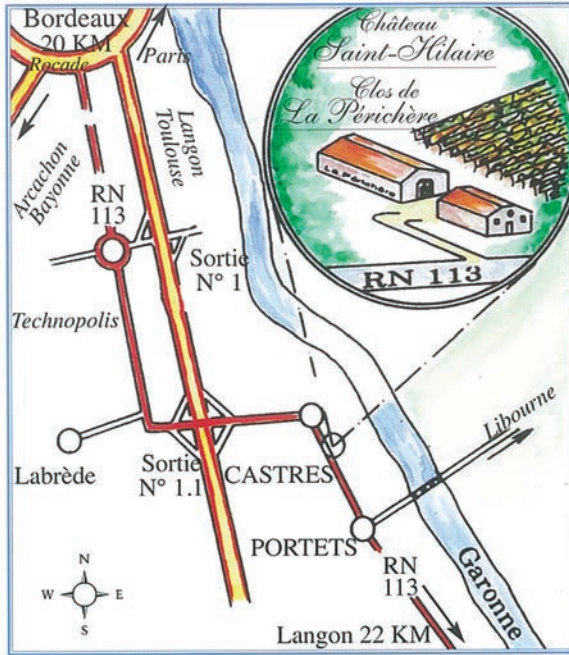 Bordeaux
20 KM
Rocade
Paris
Château
Saint-Hilaire
Clos de
La Périchère
La Périchère
RN 113
Langon
Toulouse
Arcachon
Bayonne
RN
113
Sortie
N° 1
Technopolis
Labrède
Sortie
N° 1.1
CASTRES
Libourne
PORTETS
RN
113
Garonne
N
W
E
S
Langon 22 KM